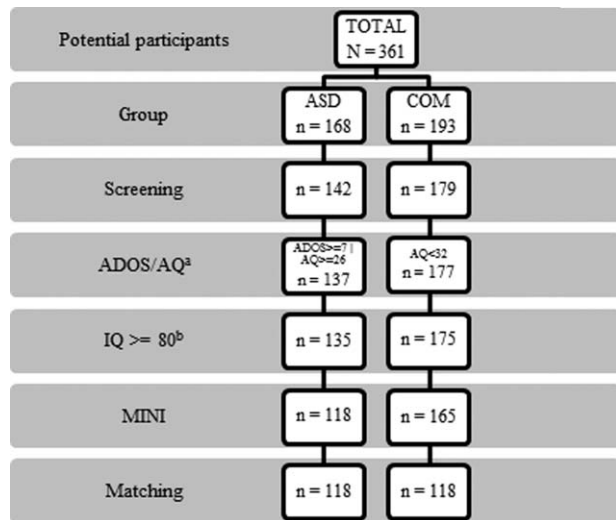 Potential participants
TOTAL
N = 361
Group
ASD
n = 168
COM
n = 193
Screening
n = 142
n = 179
ADOS/AQᵃ
ADOS>=7 |
AQ>=26
n = 137
AQ<32
n = 177
IQ >= 80ᵇ
n = 135
n = 175
MINI
n = 118
n = 165
Matching
n = 118
n = 118